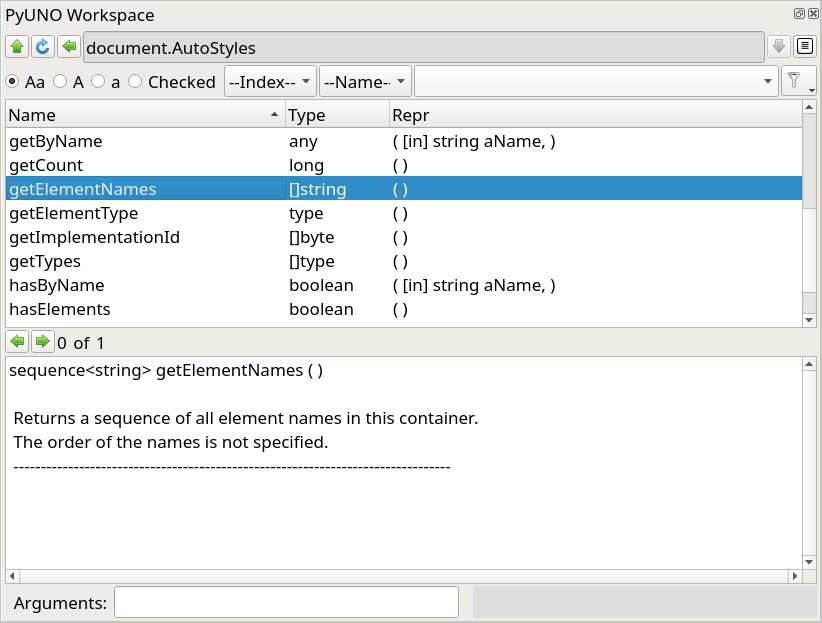 PyUNO Workspace
document.AutoStyles
Aa A a Checked --Index-- --Name-
Name Type Repr
getByName any ( [in] string aName, )
getCount long ( )
getElementNames []string ( )
getElementType type ( )
getImplementationId []byte ( )
getTypes []type ( )
hasByName boolean ( [in] string aName, )
hasElements boolean ( )
0 of 1
sequence<string> getElementNames ( )
Returns a sequence of all element names in this container.
The order of the names is not specified.
--------------------------------------------------------------------------------
Arguments: